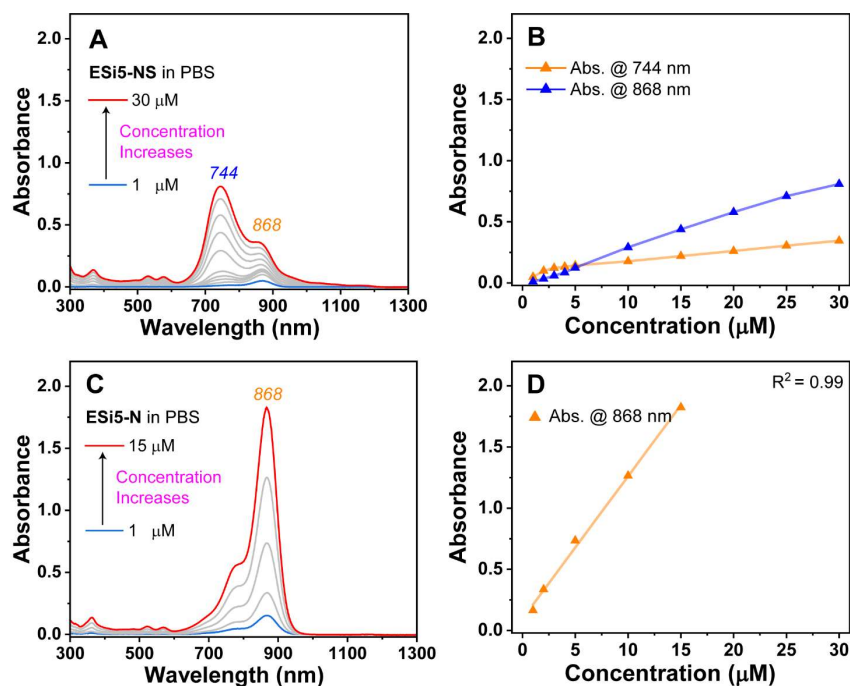 A
ESi5-NS in PBS
30 μM
Concentration
Increases
1 μM
744
868
Absorbance
2.0
1.5
1.0
0.5
0.0
300 500 700 900 1100 1300
Wavelength (nm)
B
Abs. @ 744 nm
Abs. @ 868 nm
Absorbance
2.0
1.5
1.0
0.5
0.0
0 5 10 15 20 25 30
Concentration (μM)
C
ESi5-N in PBS
15 μM
Concentration
Increases
1 μM
868
Absorbance
2.0
1.5
1.0
0.5
0.0
300 500 700 900 1100 1300
Wavelength (nm)
D
R² = 0.99
Abs. @ 868 nm
Absorbance
2.0
1.5
1.0
0.5
0.0
0 5 10 15 20 25 30
Concentration (μM)